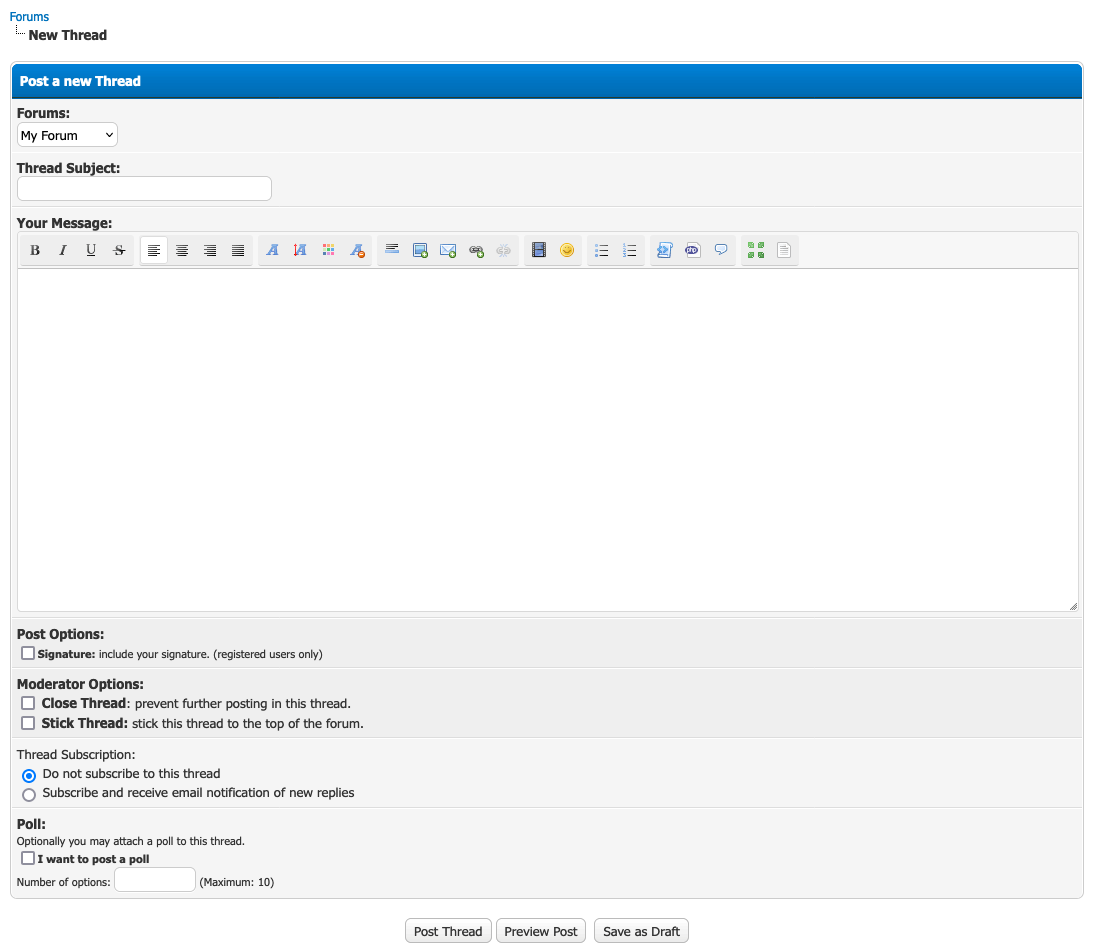 Forums
New Thread
Post a new Thread
Forums:
My Forum
Thread Subject:
Your Message:
B I U S A A A php
Post Options:
Signature: include your signature. (registered users only)
Moderator Options:
Close Thread: prevent further posting in this thread.
Stick Thread: stick this thread to the top of the forum.
Thread Subscription:
Do not subscribe to this thread
Subscribe and receive email notification of new replies
Poll:
Optionally you may attach a poll to this thread.
I want to post a poll
Number of options: (Maximum: 10)
Post Thread Preview Post Save as Draft